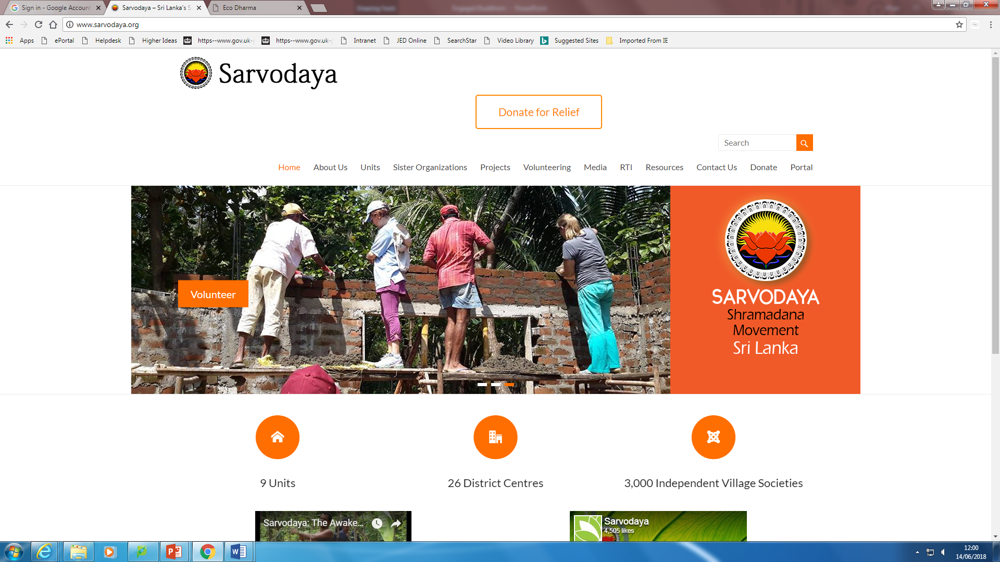 Sign in - Google Account
Sarvodaya – Sri Lanka's S
Eco Dharma
www.sarvodaya.org
Apps
ePortal
Helpdesk
Higher Ideas
https--www.gov.uk-
https--www.gov.uk-
Intranet
JED Online
SearchStar
Video Library
Suggested Sites
Imported From IE
Sarvodaya
Donate for Relief
Search
Home
About Us
Units
Sister Organizations
Projects
Volunteering
Media
RTI
Resources
Contact Us
Donate
Portal
Volunteer
SARVODAYA
Shramadana
Movement
Sri Lanka
9 Units
26 District Centres
3,000 Independent Village Societies
Sarvodaya: The Awake...
Sarvodaya
4,505 likes
12:00
14/06/2018